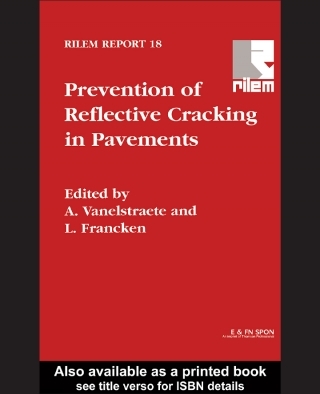 RILEM REPORT 18
rilem
Prevention of
Reflective Cracking
in Pavements
Edited by
A. Vanelstraete and
L. Francken
E & FN SPON
Also available as a printed book
see title verso for ISBN details